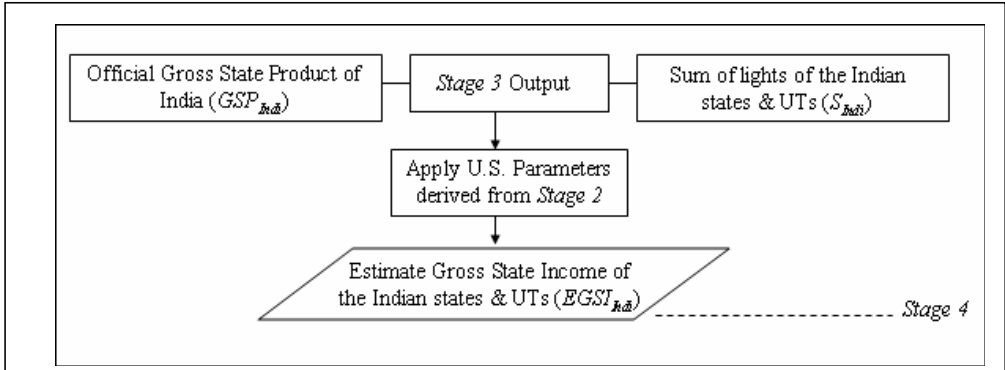 Official Gross State Product of
India (GSP_Indi)
Stage 3 Output
Sum of lights of the Indian
states & UTs (S_Indi)
Apply U.S. Parameters
derived from Stage 2
Estimate Gross State Income of
the Indian states & UTs (EGSI_Indi)
Stage 4